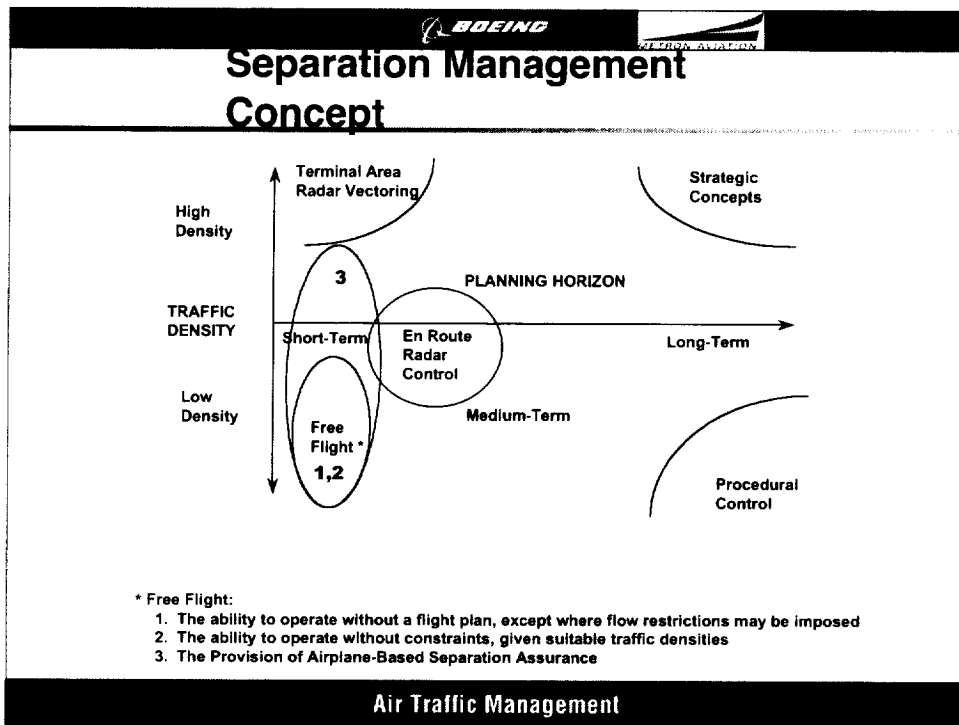 BOEING
METRON AVIATION
Separation Management
Concept
Terminal Area
Radar Vectoring
Strategic
Concepts
High
Density
3
PLANNING HORIZON
TRAFFIC
DENSITY
Short-Term
En Route
Radar
Control
Long-Term
Low
Density
Medium-Term
Free
Flight *
1,2
Procedural
Control
* Free Flight:
1. The ability to operate without a flight plan, except where flow restrictions may be imposed
2. The ability to operate without constraints, given suitable traffic densities
3. The Provision of Airplane-Based Separation Assurance
Air Traffic Management